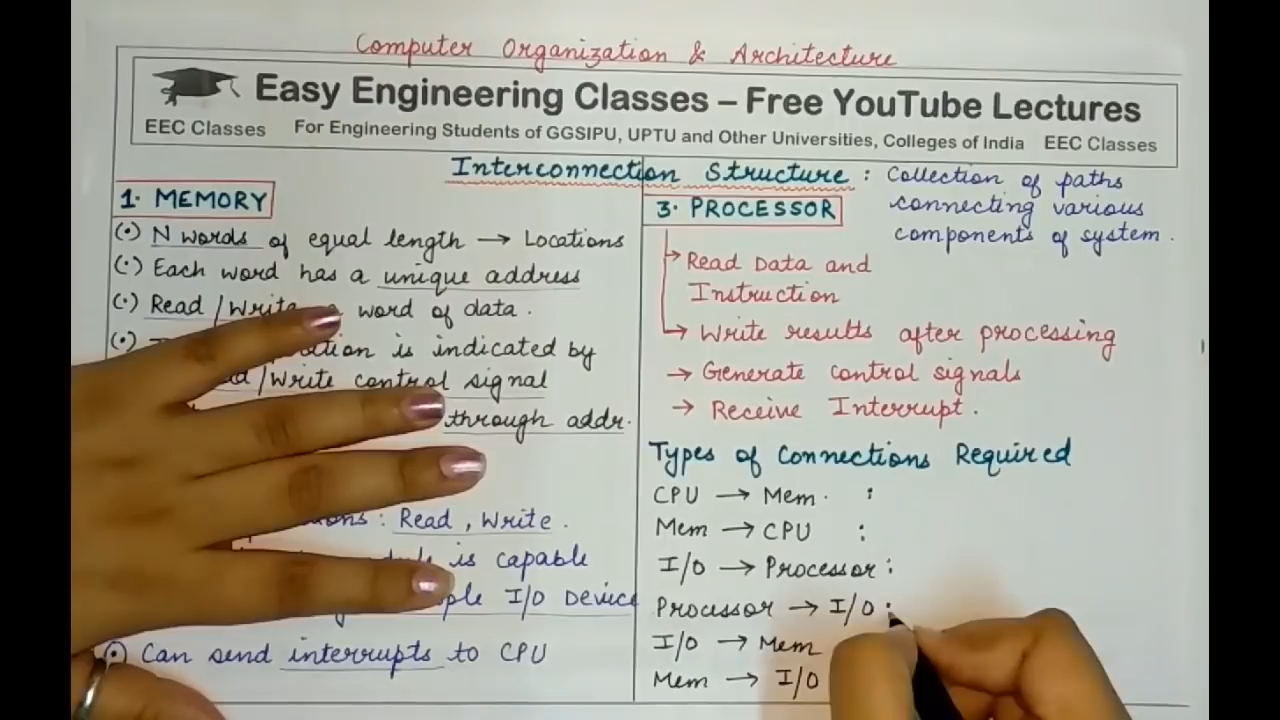 Computer Organization & Architecture
Easy Engineering Classes – Free YouTube Lectures
EEC Classes For Engineering Students of GGSIPU, UPTU and Other Universities, Colleges of India EEC Classes
Interconnection Structure : Collection of paths
connecting various
components of system.
1. MEMORY
(•) N words of equal length → Locations
(•) Each word has a unique address
(•) Read/Write word of data.
(•) is indicated by
/Write control signal
through addr.
: Read, Write.
is capable
I/O Device
⊙ Can send interrupts to CPU
3. PROCESSOR
→ Read Data and
Instruction
→ Write results after processing
→ Generate control signals
→ Receive Interrupt.
Types of Connections Required
CPU → Mem. :
Mem → CPU :
I/O → Processor :
Processor → I/O :
I/O → Mem
Mem → I/O